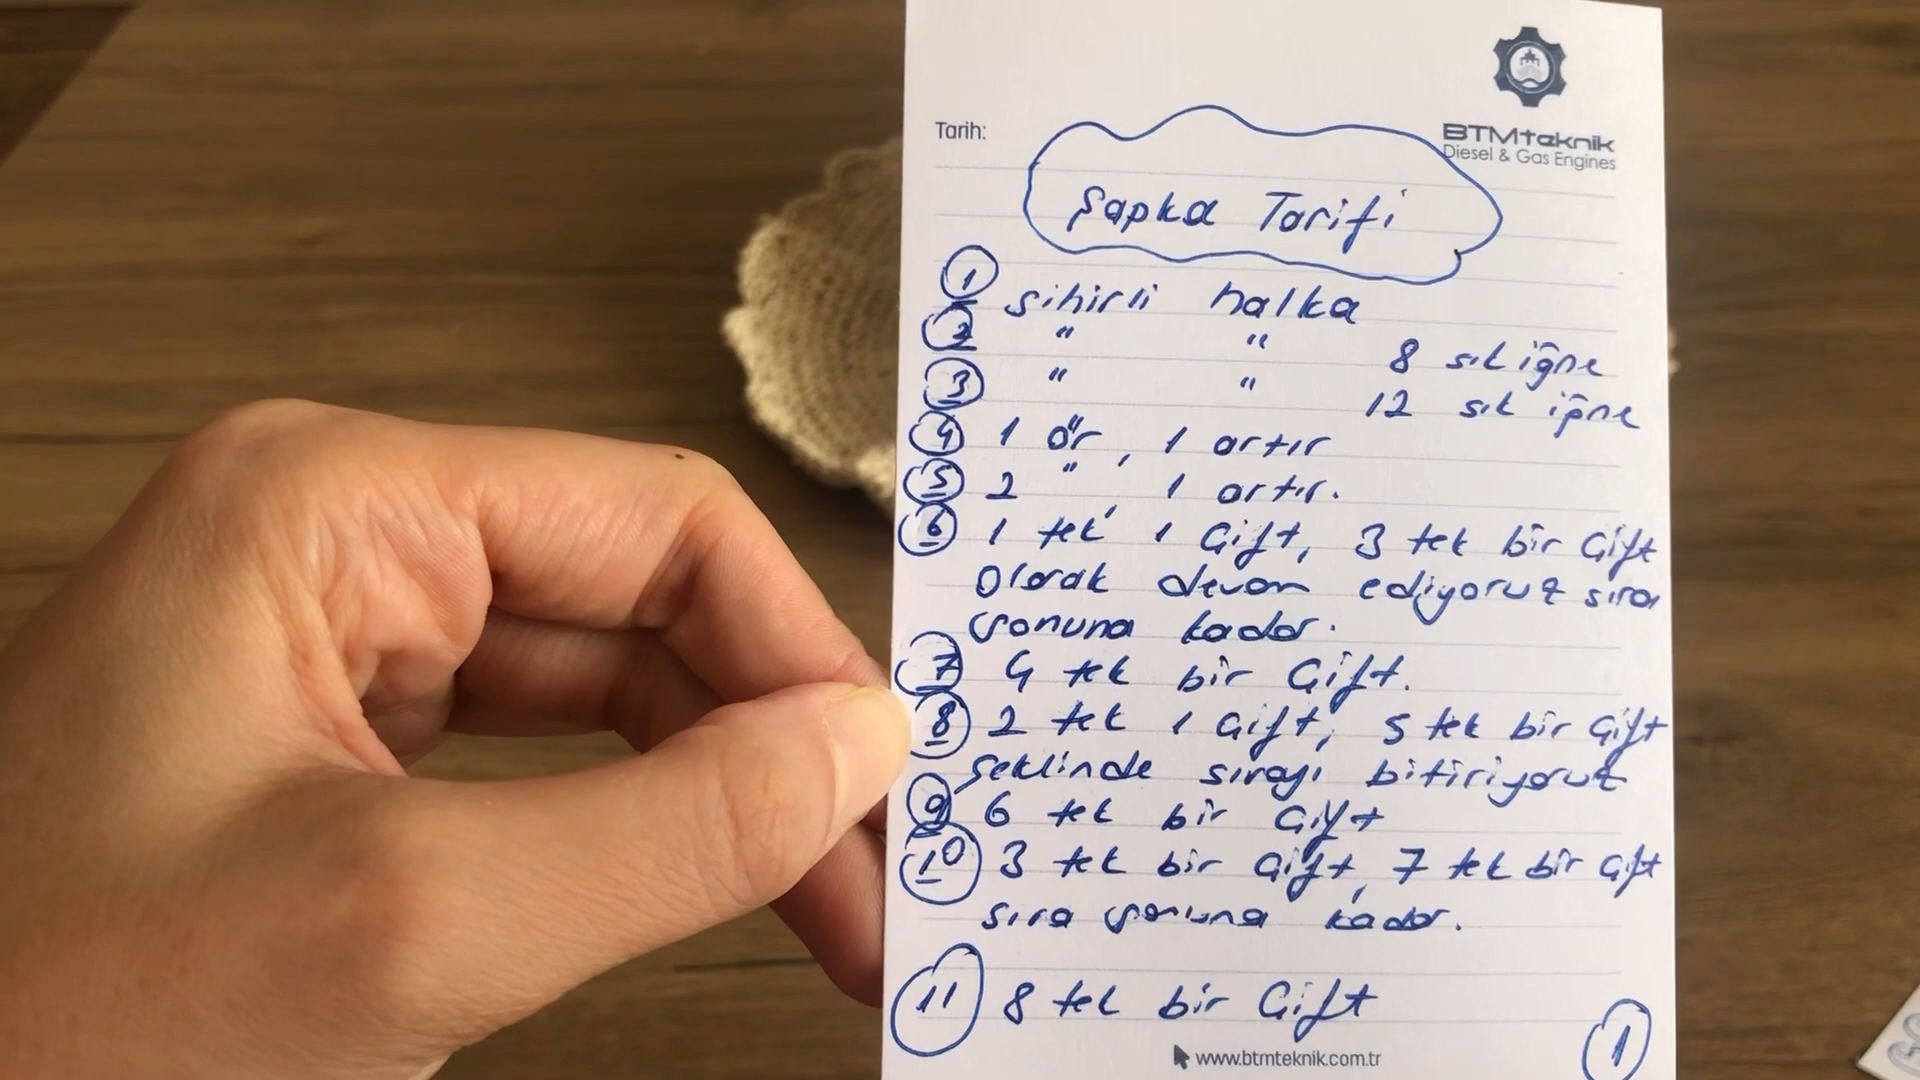 BTMteknik
Diesel & Gas Engines
Tarih:
Şapka Tarifi
1 sihirli halka
2 " " 8 sık iğne
3 " " 12 sık iğne
4 1 ör, 1 artır
5 2 ", 1 artır.
6 1 tek 1 Çift, 3 tek bir Çift
olarak devam ediyoruz sıra
sonuna kadar.
7 4 tek bir Çift.
8 2 tek 1 Çift, 5 tek bir Çift
şeklinde sırayı bitiriyoruz
9 6 tek bir Çift
10 3 tek bir Çift, 7 tek bir Çift
sıra sonuna kadar.
11 8 tek bir Çift
1
www.btmteknik.com.tr